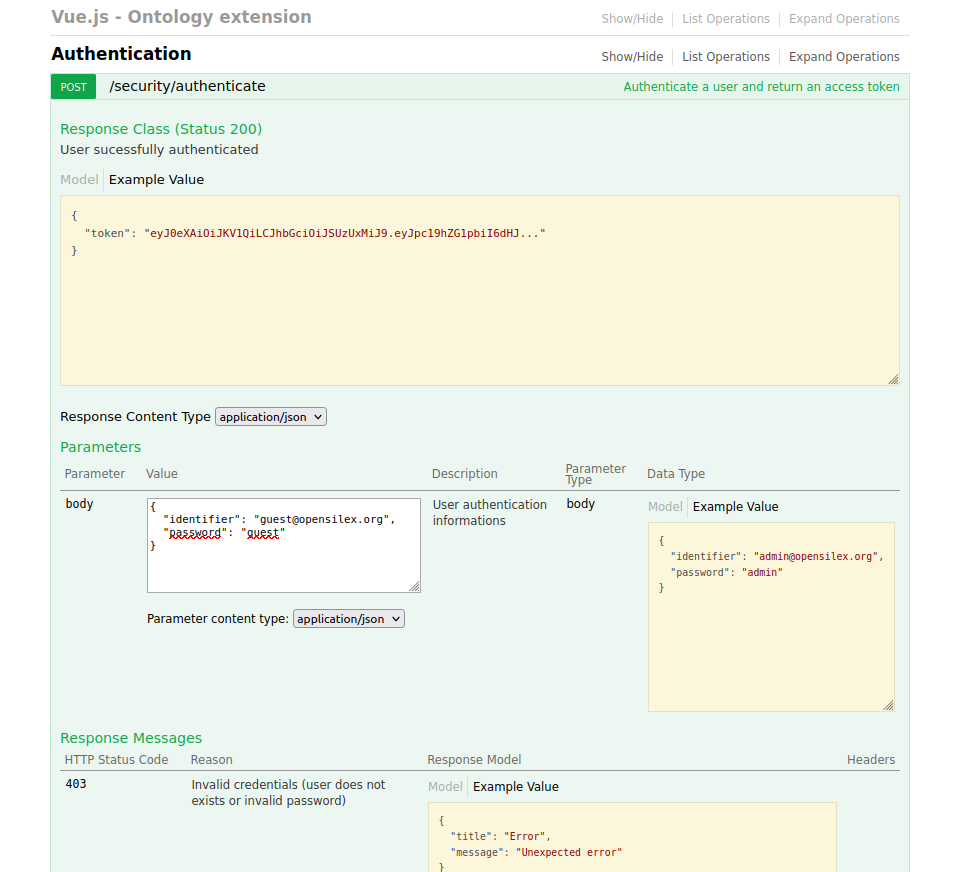 Vue.js - Ontology extension Show/Hide List Operations Expand Operations
Authentication Show/Hide List Operations Expand Operations
POST /security/authenticate Authenticate a user and return an access token
Response Class (Status 200)
User sucessfully authenticated
Model Example Value
{
"token": "eyJ0eXAiOiJKV1QiLCJhbGciOiJSUzUxMiJ9.eyJpc19hZG1pbiI6dHJ..."
}
Response Content Type application/json
Parameters
Parameter Value Description Parameter Type Data Type
body
{
"identifier": "guest@opensilex.org",
"password": "guest"
}
Parameter content type: application/json
User authentication
informations
body
Model Example Value
{
"identifier": "admin@opensilex.org",
"password": "admin"
}
Response Messages
HTTP Status Code Reason Response Model Headers
403 Invalid credentials (user does not
exists or invalid password)
Model Example Value
{
"title": "Error",
"message": "Unexpected error"
}